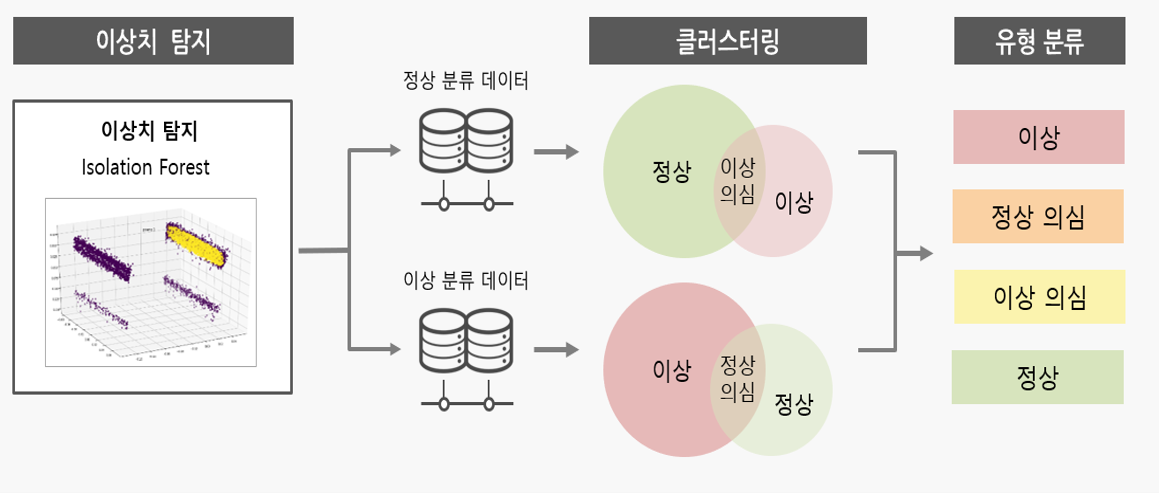 이상치 탐지
클러스터링
유형 분류
이상치 탐지
Isolation Forest
정상 분류 데이터
정상
이상
의심
이상
이상 분류 데이터
이상
정상
의심
정상
이상
정상 의심
이상 의심
정상